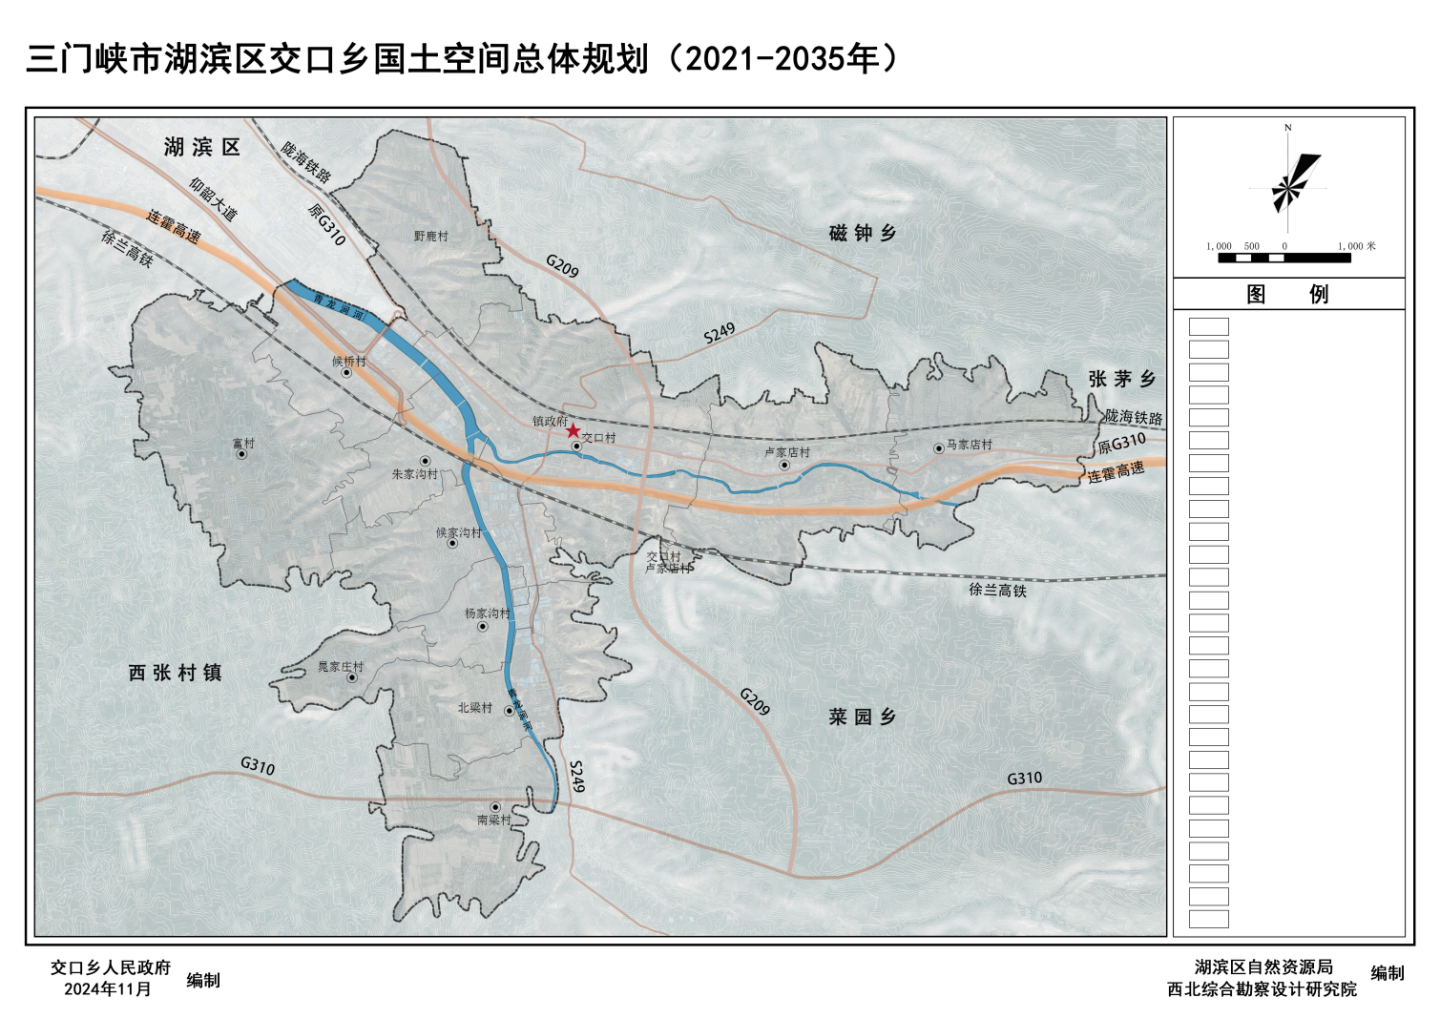 三门峡市湖滨区交口乡国土空间总体规划（2021-2035年）
湖滨区
陇海铁路
仰韶大道
原G310
连霍高速
徐兰高铁
野鹿村
磁钟乡
G209
青龙涧河
S249
候桥村
张茅乡
陇海铁路
镇政府
交口村
原G310
富村
马家店村
卢家店村
朱家沟村
连霍高速
候家沟村
交口村
卢家店村
徐兰高铁
杨家沟村
西张村镇
晁家庄村
北梁村
G209
菜园乡
G310
S249
G310
南梁村
N
1,000 500 0 1,000 米
图 例
交口乡人民政府
2024年11月
编制
湖滨区自然资源局
西北综合勘察设计研究院
编制